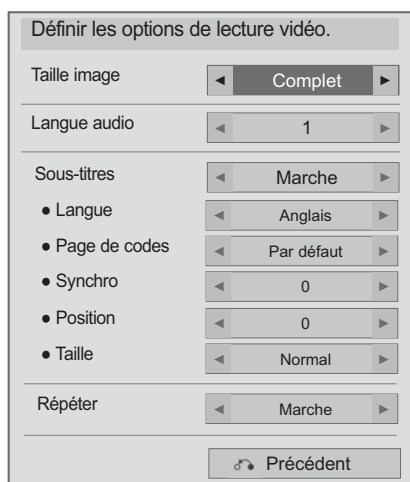 Définir les options de lecture vidéo.
Taille image ◄ Complet ►
Langue audio ◄ 1 ►
Sous-titres ◄ Marche ►
● Langue ◄ Anglais ►
● Page de codes ◄ Par défaut ►
● Synchro ◄ 0 ►
● Position ◄ 0 ►
● Taille ◄ Normal ►
Répéter ◄ Marche ►
Précédent